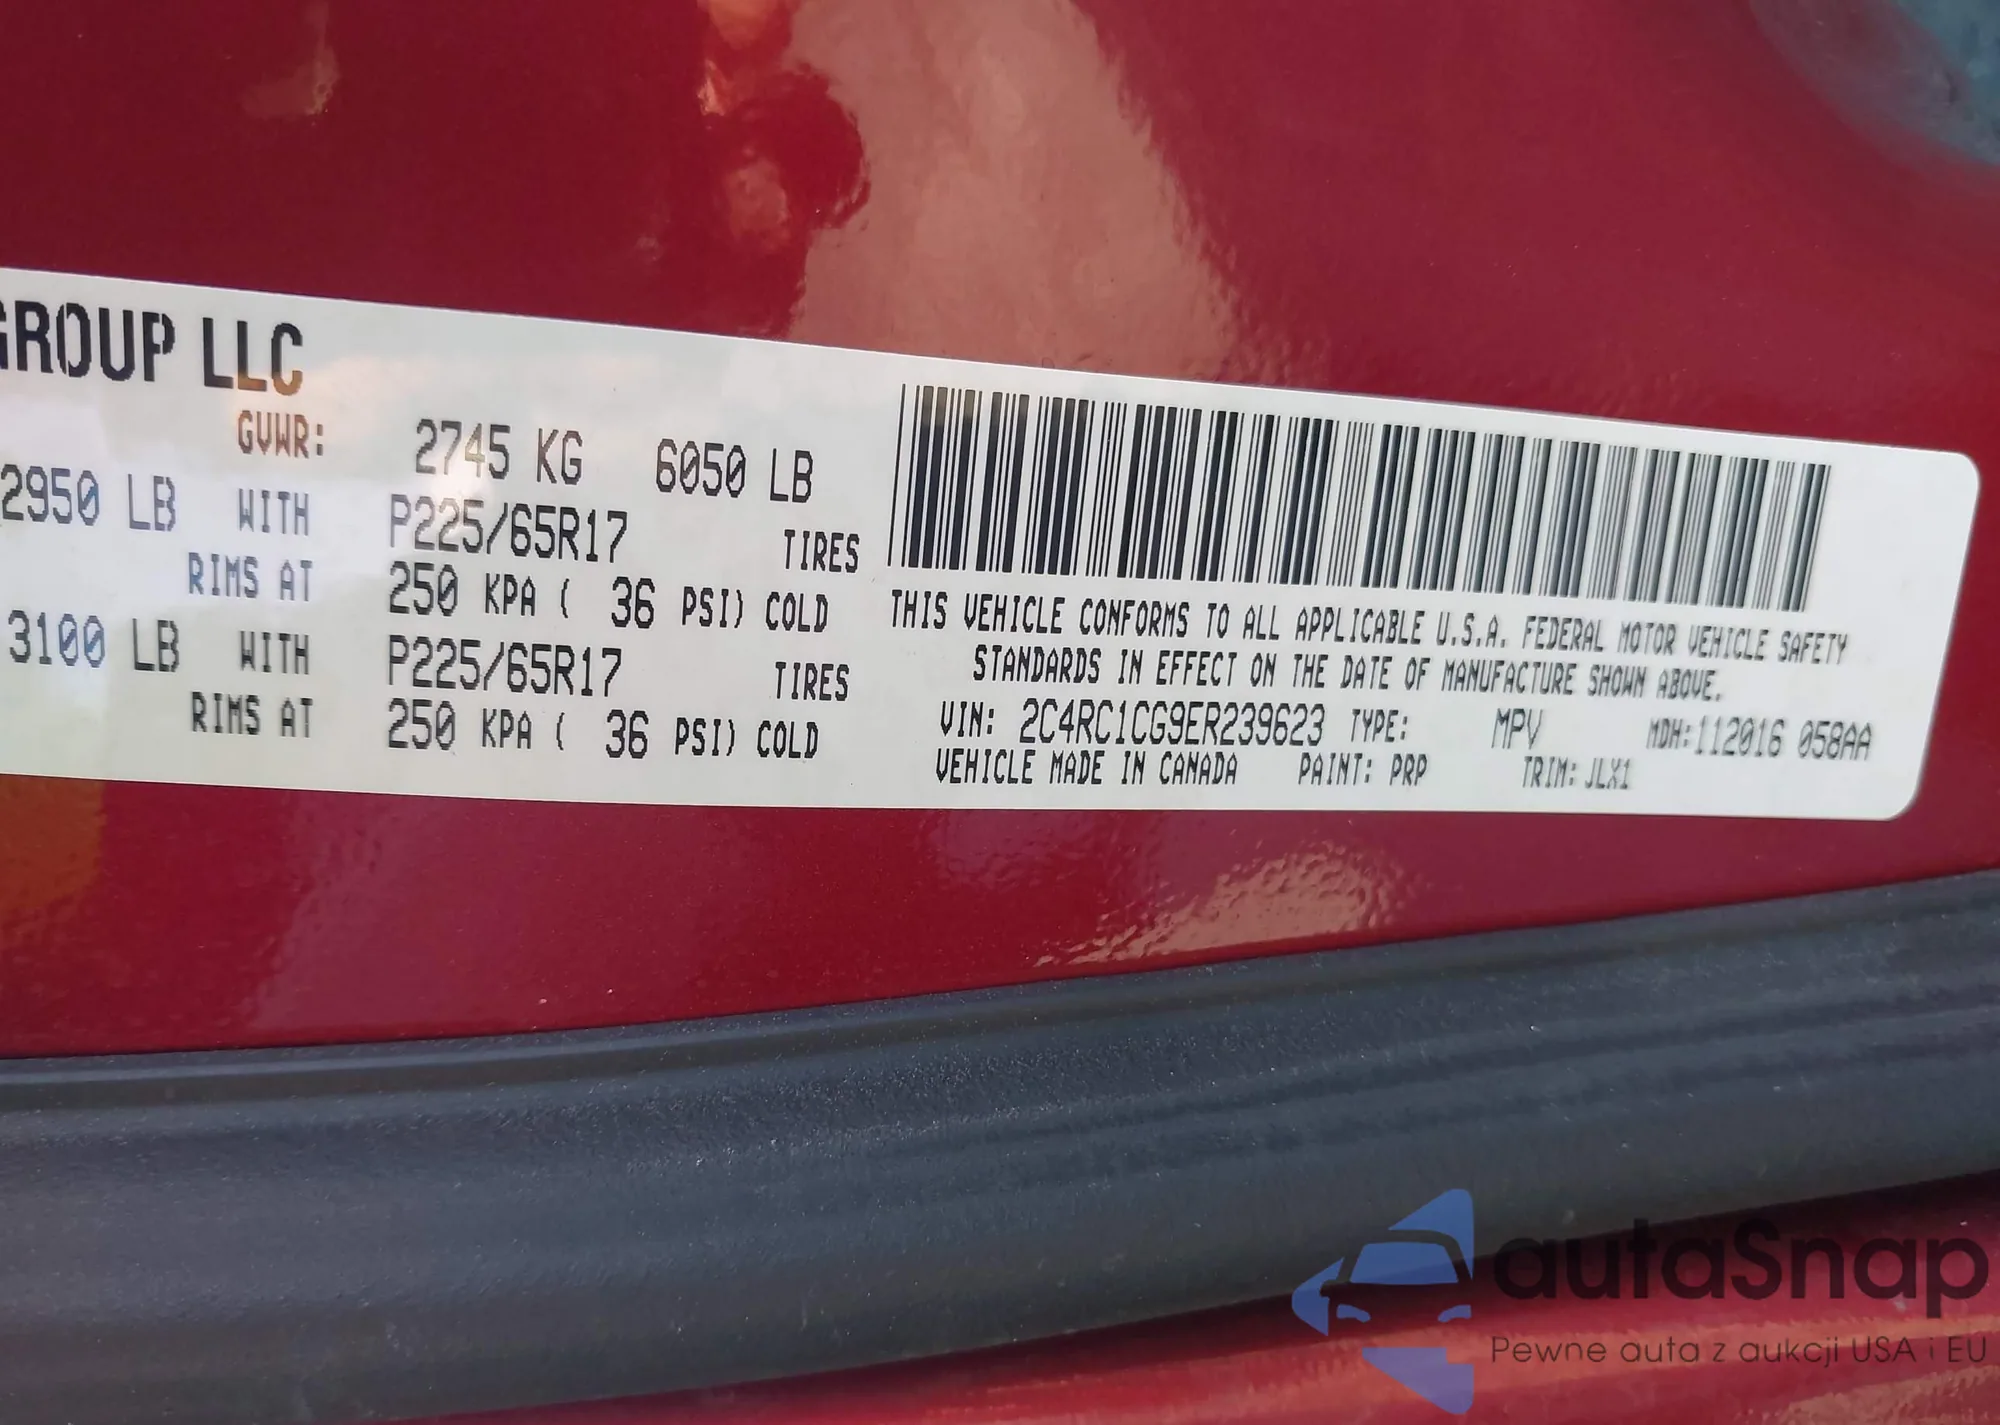 GROUP LLC
GVWR: 2745 KG 6050 LB
2950 LB WITH P225/65R17 TIRES
RIMS AT 250 KPA ( 36 PSI) COLD
3100 LB WITH P225/65R17 TIRES
RIMS AT 250 KPA ( 36 PSI) COLD
THIS VEHICLE CONFORMS TO ALL APPLICABLE U.S.A. FEDERAL MOTOR VEHICLE SAFETY
STANDARDS IN EFFECT ON THE DATE OF MANUFACTURE SHOWN ABOVE.
VIN: 2C4RC1CG9ER239623 TYPE: MPV MDH:112016 058AA
VEHICLE MADE IN CANADA PAINT: PRP TRIM: JLX1
autaSnap
Pewne auta z aukcji USA i EU